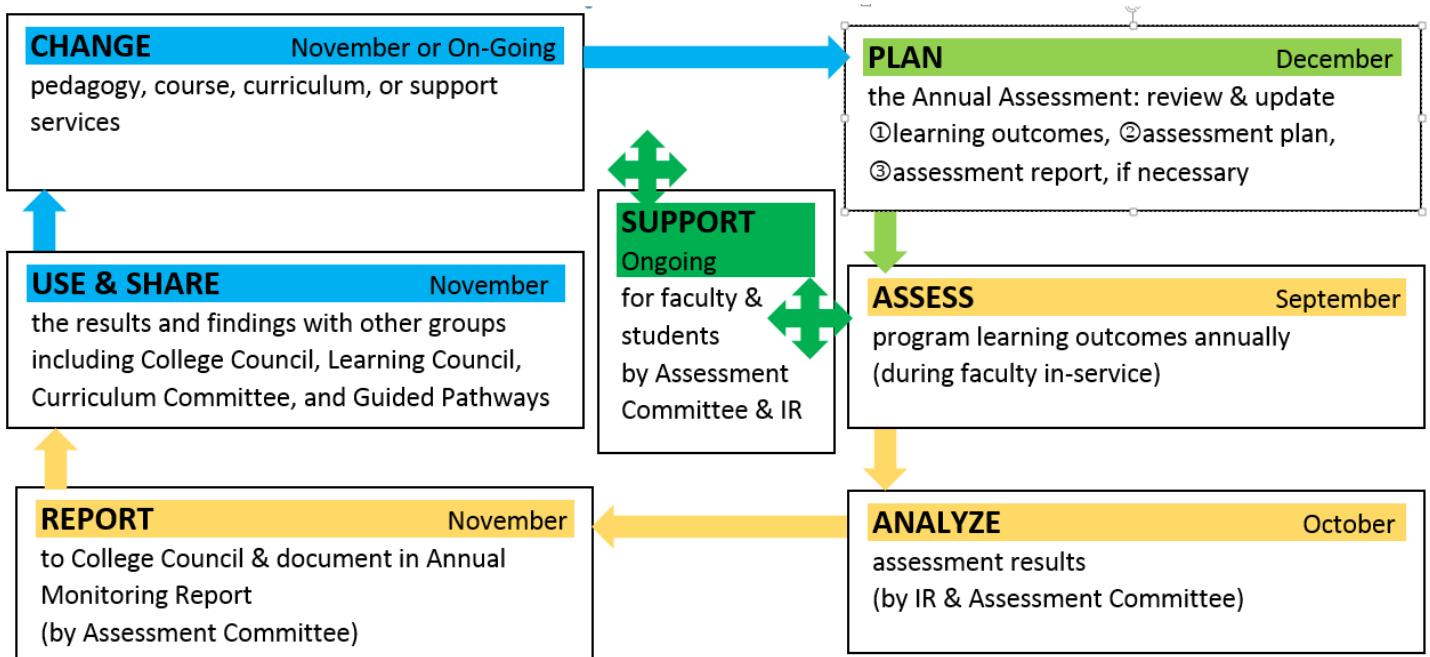 CHANGE November or On-Going
pedagogy, course, curriculum, or support
services
PLAN December
the Annual Assessment: review & update
①learning outcomes, ②assessment plan,
③assessment report, if necessary
SUPPORT
Ongoing
for faculty &
students
by Assessment
Committee & IR
USE & SHARE November
the results and findings with other groups
including College Council, Learning Council,
Curriculum Committee, and Guided Pathways
ASSESS September
program learning outcomes annually
(during faculty in-service)
REPORT November
to College Council & document in Annual
Monitoring Report
(by Assessment Committee)
ANALYZE October
assessment results
(by IR & Assessment Committee)